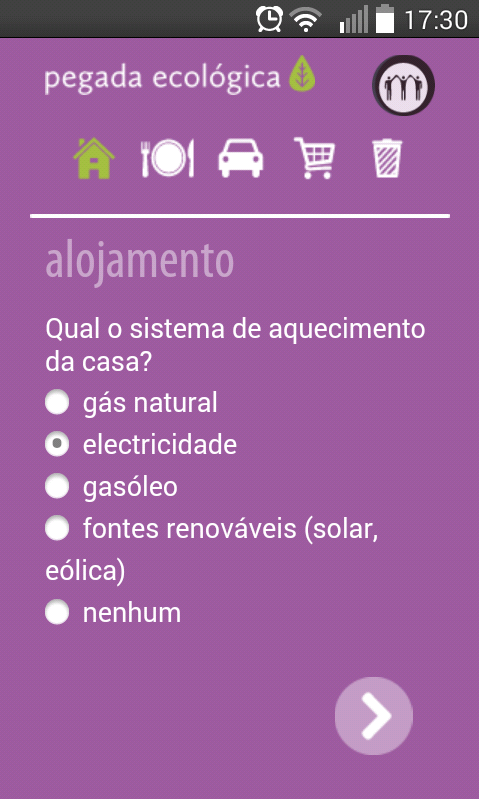 17:30
pegada ecológica
alojamento
Qual o sistema de aquecimento
da casa?
gás natural
electricidade
gasóleo
fontes renováveis (solar,
eólica)
nenhum